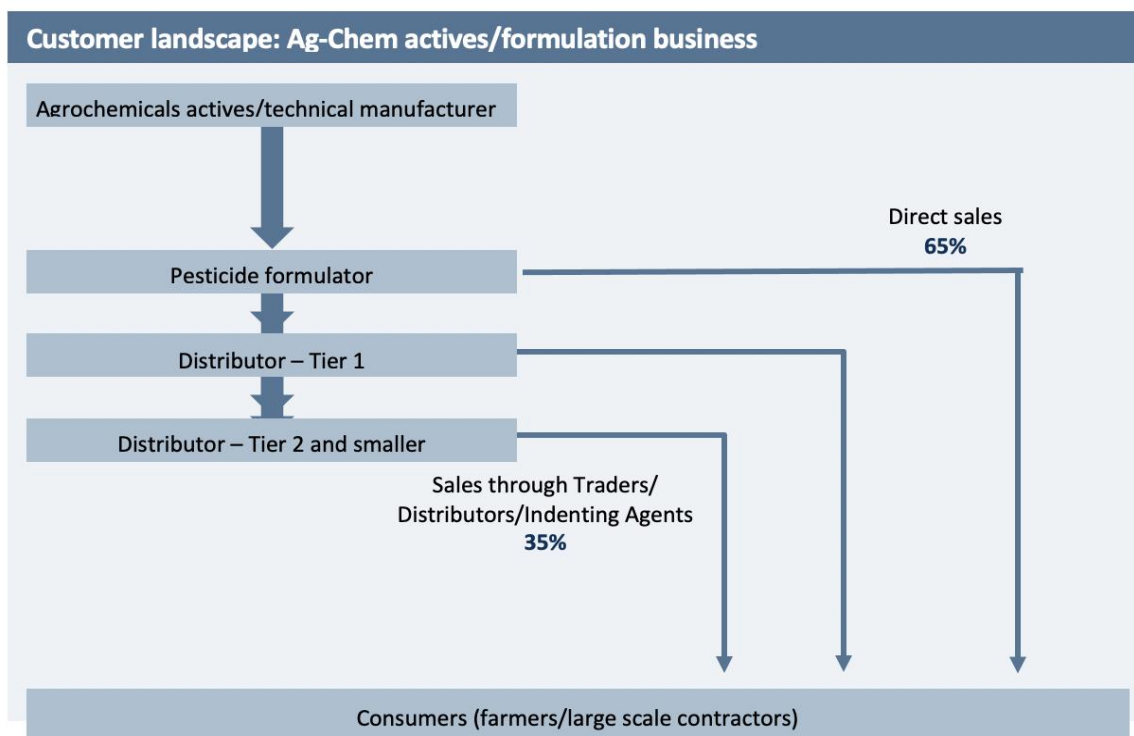 Customer landscape: Ag-Chem actives/formulation business
Agrochemicals actives/technical manufacturer
Direct sales
65%
Pesticide formulator
Distributor – Tier 1
Distributor – Tier 2 and smaller
Sales through Traders/
Distributors/Indenting Agents
35%
Consumers (farmers/large scale contractors)